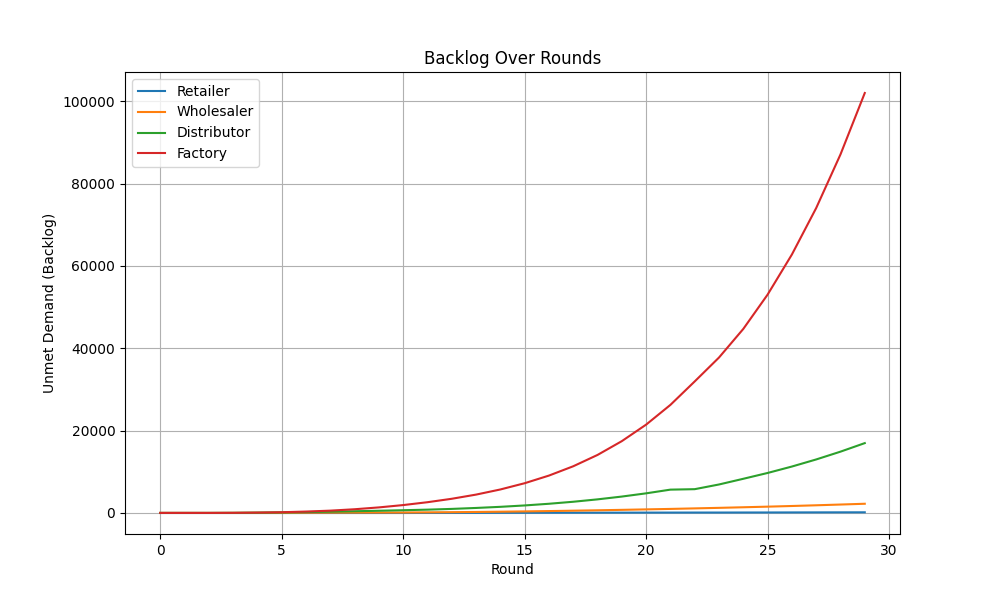 Backlog Over Rounds
Retailer
Wholesaler
Distributor
Factory
Unmet Demand (Backlog)
100000
80000
60000
40000
20000
0
0 5 10 15 20 25 30
Round